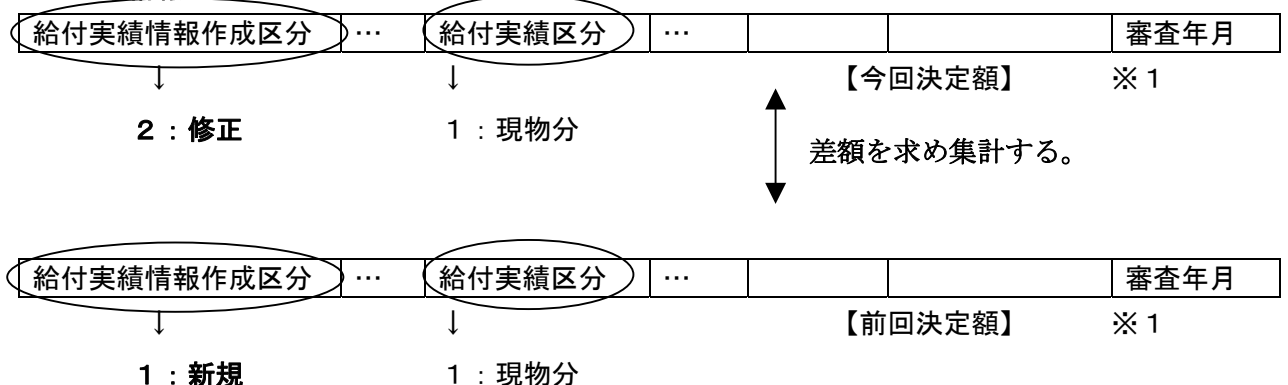 給付実績情報作成区分 … 給付実績区分 … 審査年月
↓ ↓ 【今回決定額】 ※1
2:修正 1:現物分
差額を求め集計する。
給付実績情報作成区分 … 給付実績区分 … 審査年月
↓ ↓ 【前回決定額】 ※1
1:新規 1:現物分